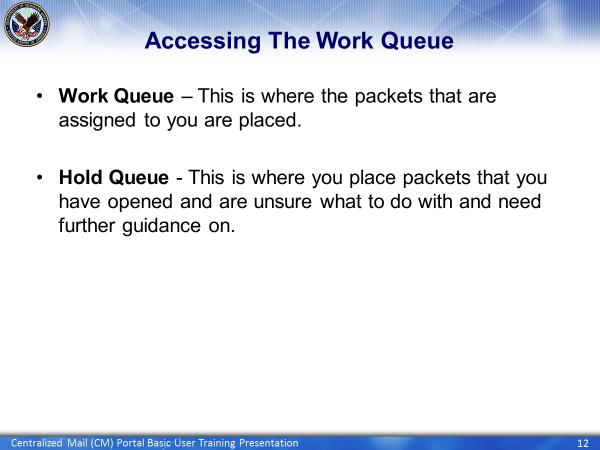 Accessing The Work Queue
• Work Queue – This is where the packets that are
assigned to you are placed.
• Hold Queue - This is where you place packets that you
have opened and are unsure what to do with and need
further guidance on.
Centralized Mail (CM) Portal Basic User Training Presentation
12